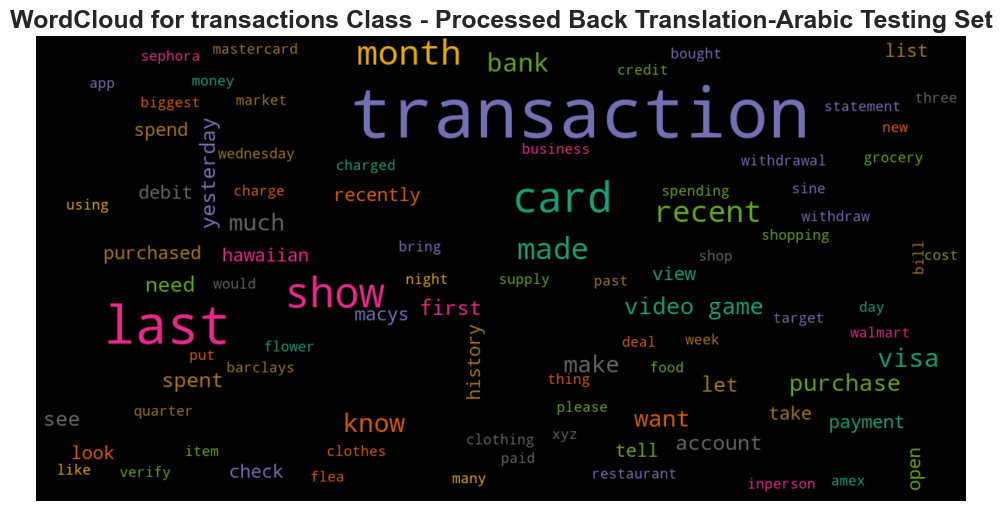 WordCloud for transactions Class - Processed Back Translation-Arabic Testing Set
sephora mastercard month bank bought list
app money credit
biggest market transaction statement three
spend yesterday new
wednesday business withdrawal grocery
charged
debit charge recently card spending sine
using much recent withdraw
shopping
purchased hawaiian bring made shop bill cost
need would show night supply past view
last macys first video game target day
walmart
put flower history deal week
barclays make food visa
spent thing let purchase
see quarter know please want take payment
clothing xyz account
look item clothes paid tell open
like verify check flea many restaurant inperson amex